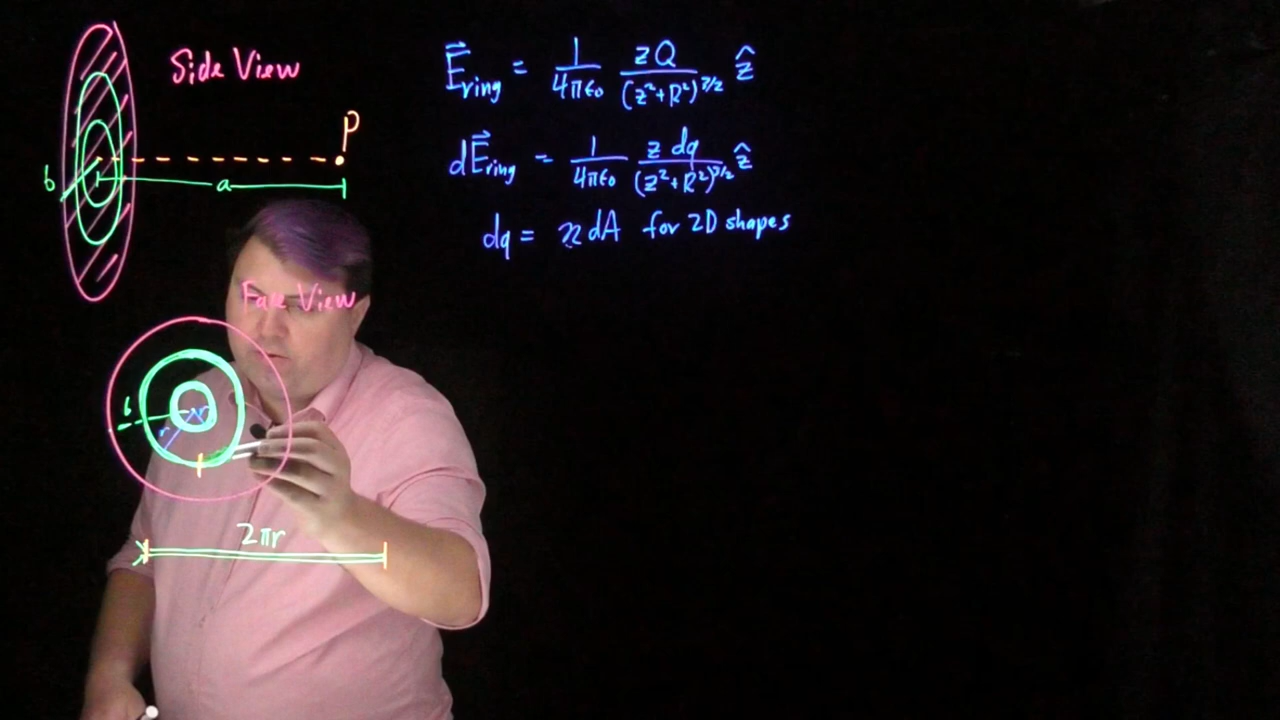 Side View
P
b
a
Face View
b
r
r
2πr
E⃗ring = 1/4πε₀ zQ/(z²+R²)^3/2 ẑ
dE⃗ring = 1/4πε₀ z dq/(z²+R²)^3/2 ẑ
dq = η dA for 2D shapes